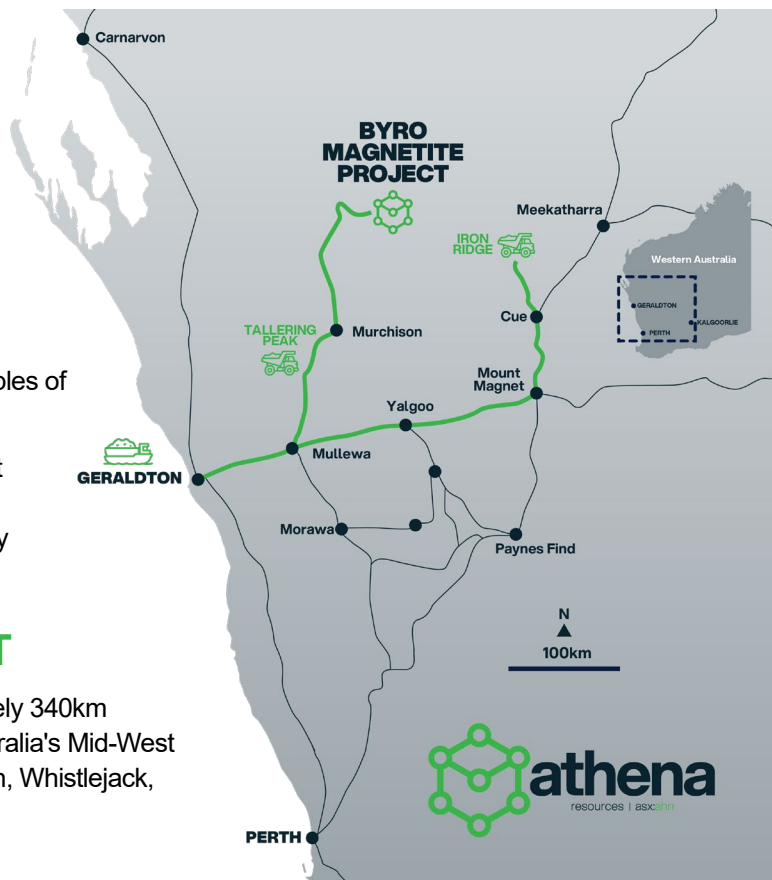 Carnarvon
BYRO
MAGNETITE
PROJECT
Meekatharra
IRON
RIDGE
Western Australia
GERALDTON
KALGOORLIE
PERTH
Cue
TALLERING
PEAK
Murchison
Mount
Magnet
oles of
Yalgoo
Mullewa
t
GERALDTON
Morawa
y
Paynes Find
N
100km
T
ely 340km
ralia's Mid-West
n, Whistlejack,
athena
resources | asx:ahn
PERTH